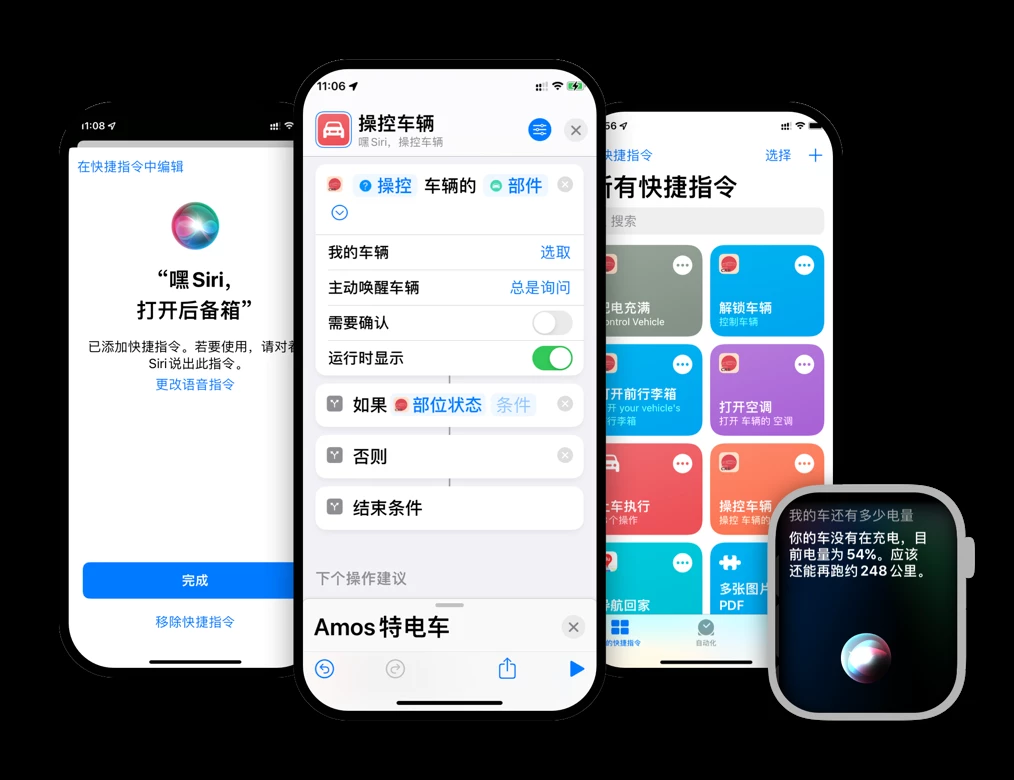 11:08
在快捷指令中编辑
“嘿 Siri,
打开后备箱”
已添加快捷指令。若要使用，请对着
Siri 说出此指令。
更改语音指令
完成
移除快捷指令
11:06
操控车辆
嘿 Siri，操控车辆
操控 车辆的 部件
我的车辆 选取
主动唤醒车辆 总是询问
需要确认
运行时显示
如果 部位状态 条件
否则
结束条件
下个操作建议
Amos 特电车
56
快捷指令 选择
所有快捷指令
搜索
电充满
ontrol Vehicle
解锁车辆
控制车辆
开前行李箱
开 your vehicle's
行李箱
打开空调
打开 车辆的 空调
车执行
个操作
操控车辆
操控 车辆的
航回家
多张图片
PDF
的快捷指令 自动化
我的车还有多少电量
你的车没有在充电，目
前电量为 54%。应该
还能再跑约 248 公里。